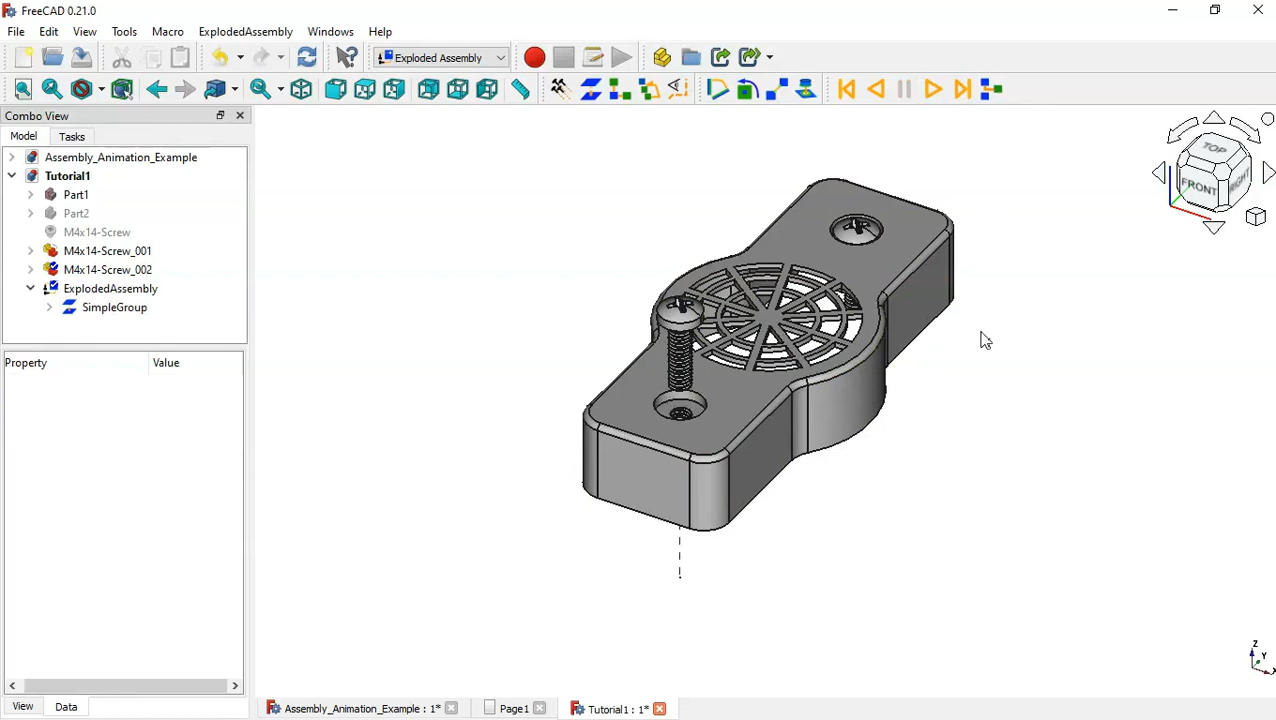 FreeCAD 0.21.0
File Edit View Tools Macro ExplodedAssembly Windows Help
Exploded Assembly
Combo View
Model Tasks
Assembly_Animation_Example
Tutorial1
Part1
Part2
M4x14-Screw
M4x14-Screw_001
M4x14-Screw_002
ExplodedAssembly
SimpleGroup
Property Value
TOP
FRONT
RIGHT
Z
Y
X
View Data
Assembly_Animation_Example : 1* Page1 Tutorial1 : 1*